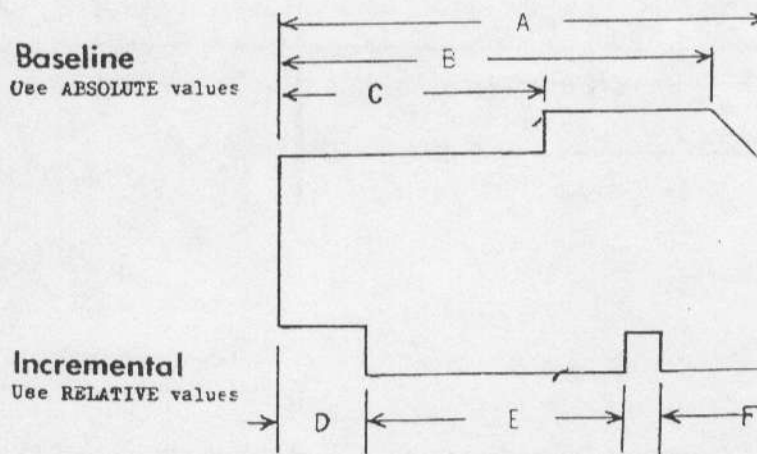 A
Baseline
B
Use ABSOLUTE values
C
Incremental
Use RELATIVE values
D
E
F